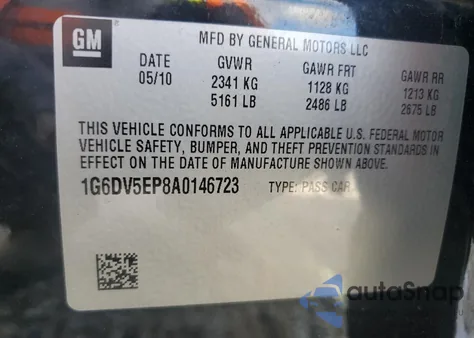 GM
MFD BY GENERAL MOTORS LLC
DATE GVWR GAWR FRT GAWR RR
05/10 2341 KG 1128 KG 1213 KG
5161 LB 2486 LB 2675 LB
THIS VEHICLE CONFORMS TO ALL APPLICABLE U.S. FEDERAL MOTOR
VEHICLE SAFETY, BUMPER, AND THEFT PREVENTION STANDARDS IN
EFFECT ON THE DATE OF MANUFACTURE SHOWN ABOVE.
1G6DV5EP8A0146723 TYPE: PASS CAR
autoSnap